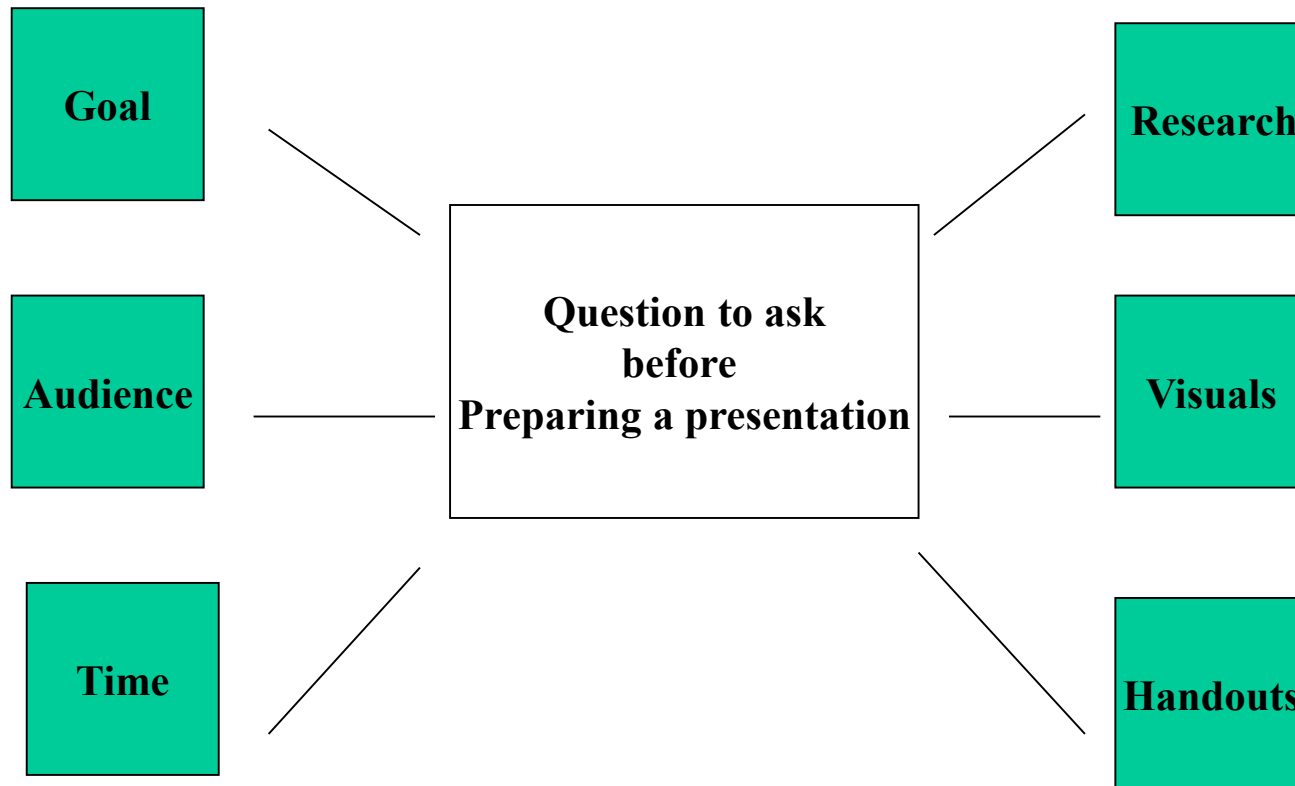 Goal
Audience
Time
Question to ask
before
Preparing a presentation
Research
Visuals
Handouts